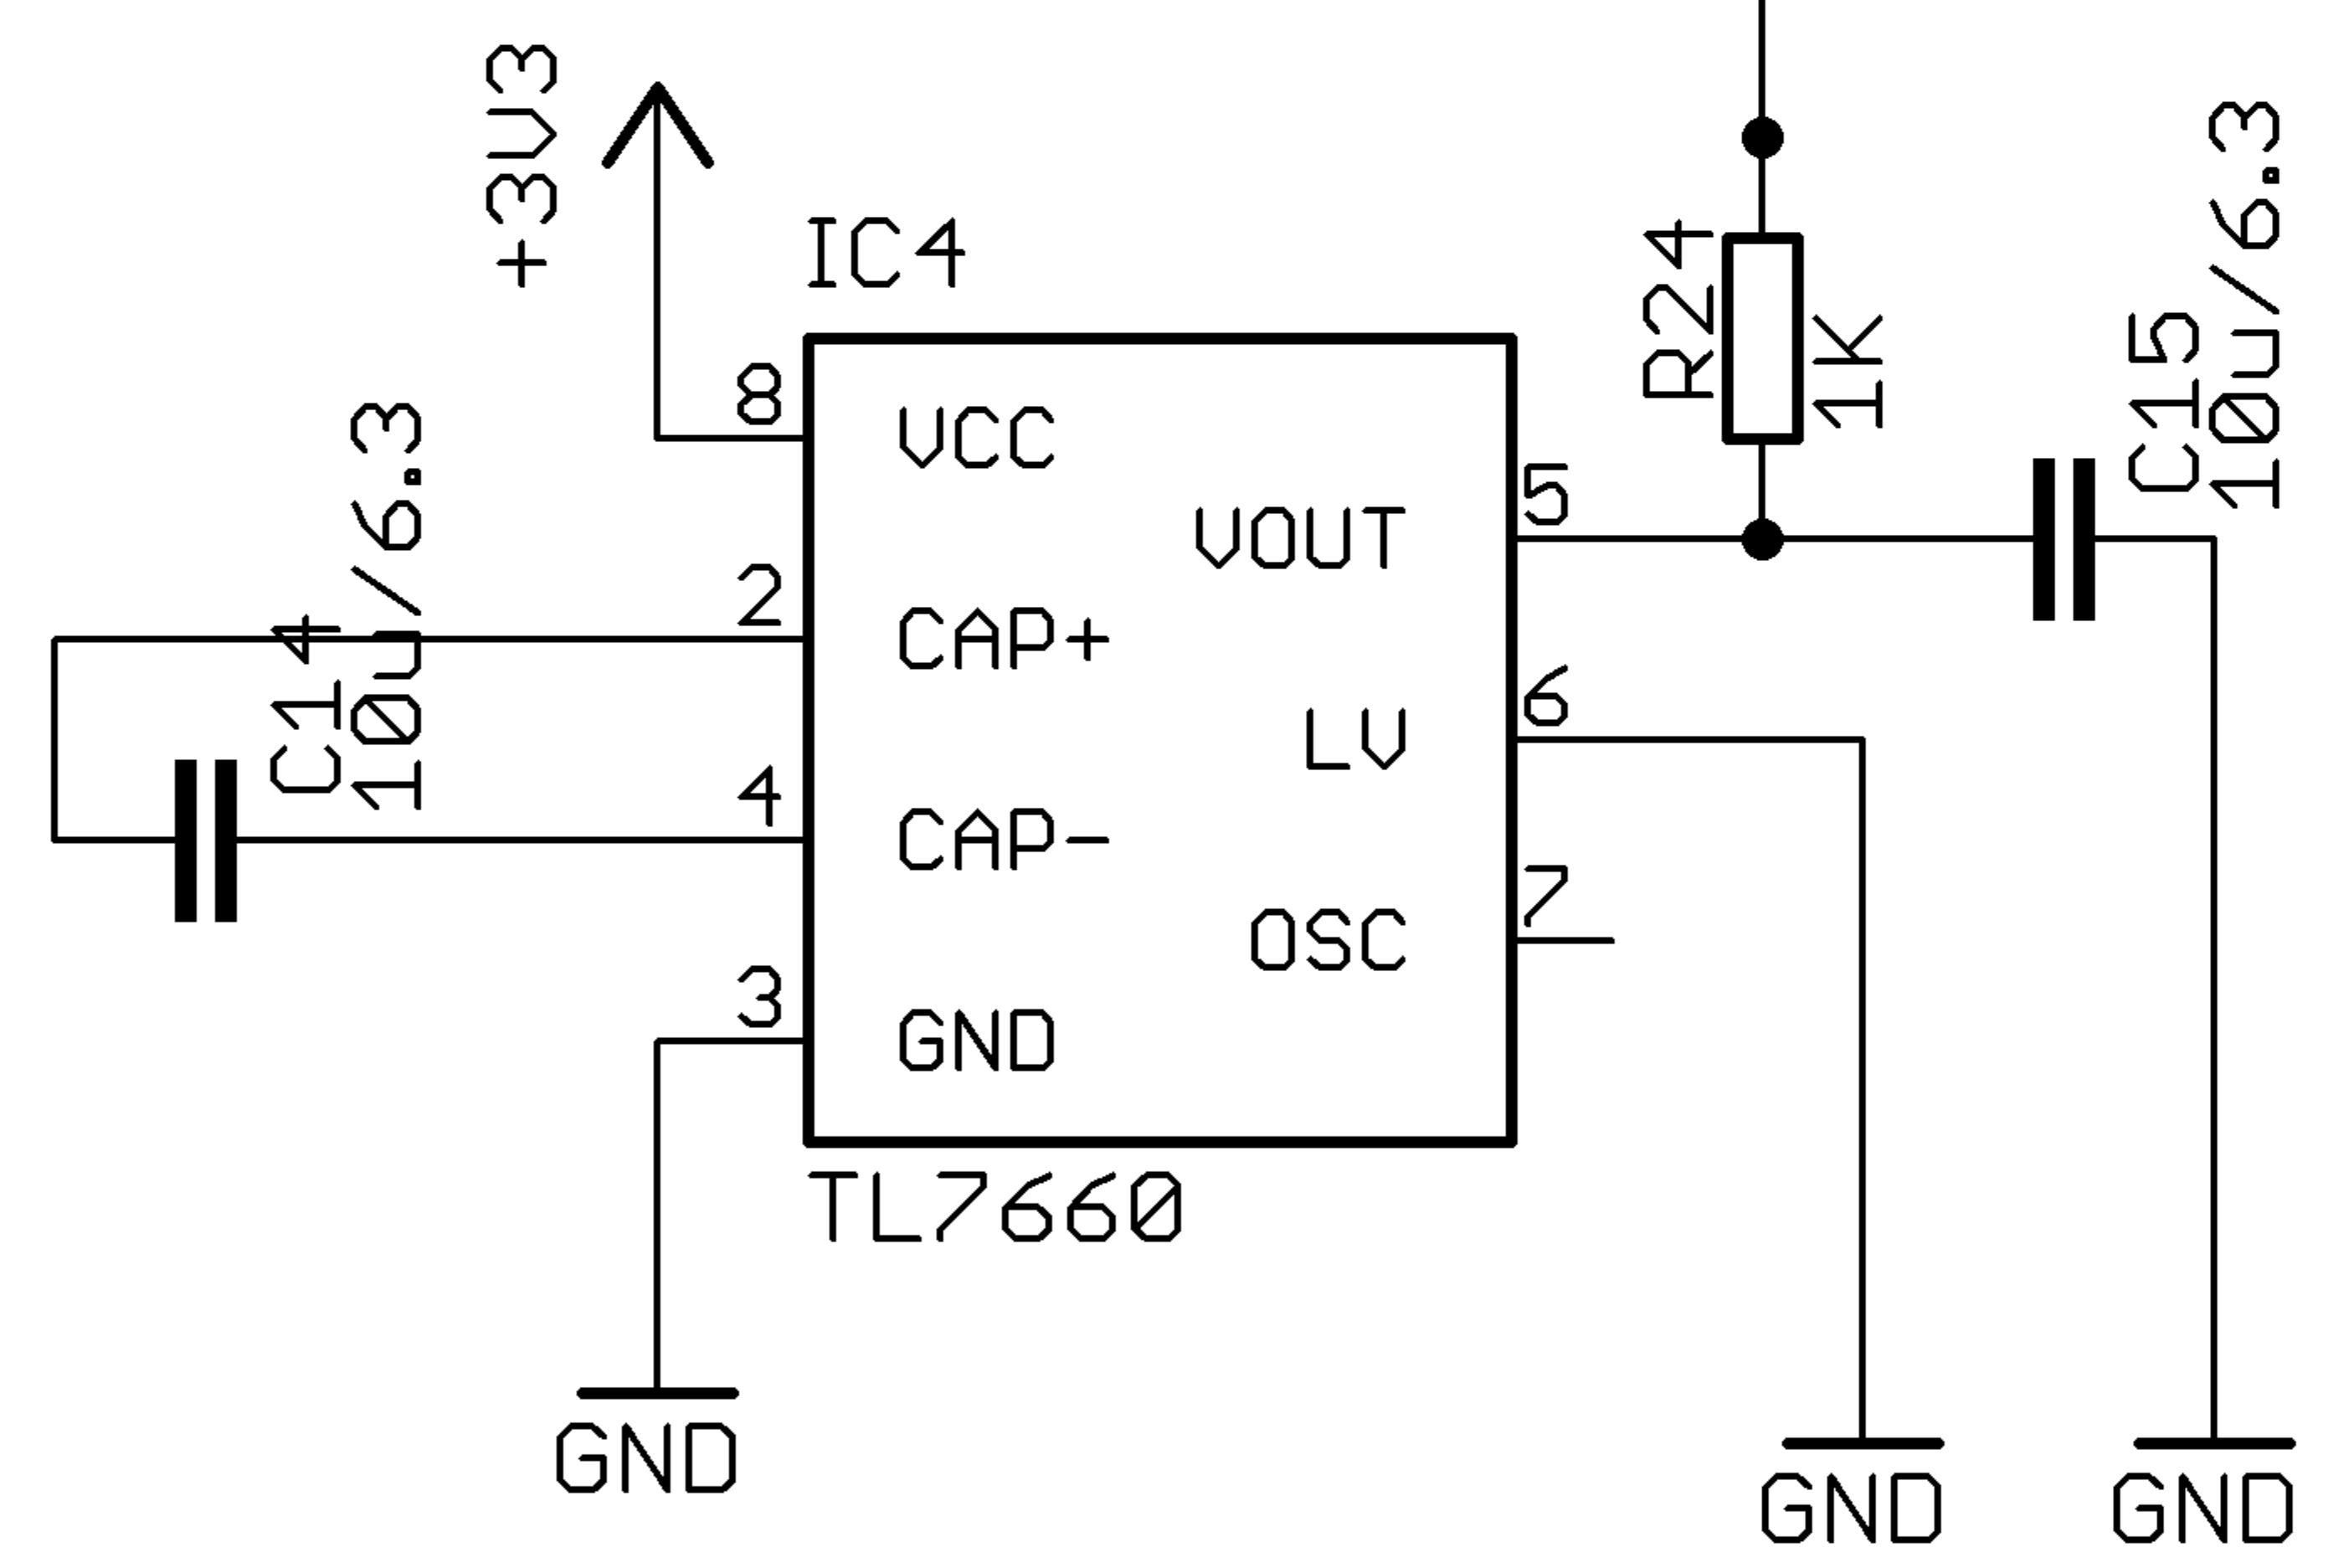 +3V3
IC4
8
VCC
R24
1K
C15
10u/6.3
5
VOUT
C14
10u/6.3
2
CAP+
6
LV
4
CAP-
7
OSC
3
GND
TL7660
GND
GND
GND